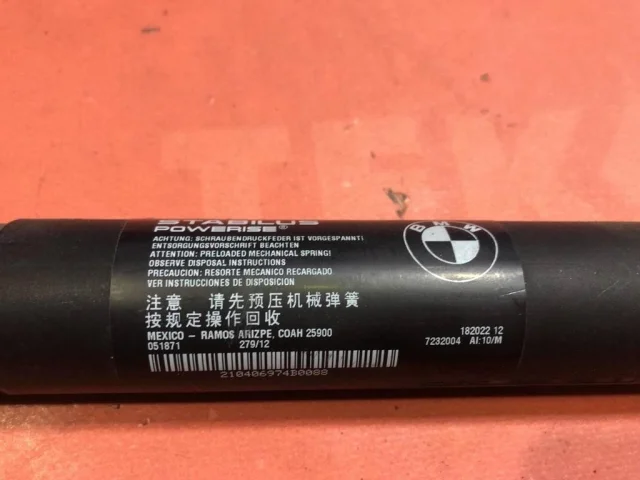 STABILUS
POWERISE®
BMW
ACHTUNG: SCHRAUBENDRUCKFEDER IST VORGESPANNT!
ENTSORGUNGSVORSCHRIFT BEACHTEN
ATTENTION: PRELOADED MECHANICAL SPRING!
OBSERVE DISPOSAL INSTRUCTIONS
PRECAUCION: RESORTE MECANICO RECARGADO
VER INSTRUCCIONES DE DISPOSICION
注意 请先预压机械弹簧
按规定操作回收
MEXICO - RAMOS ARIZPE, COAH 25900
182022 12
051871 279/12
7232004 AI:10/M
210406974B0088